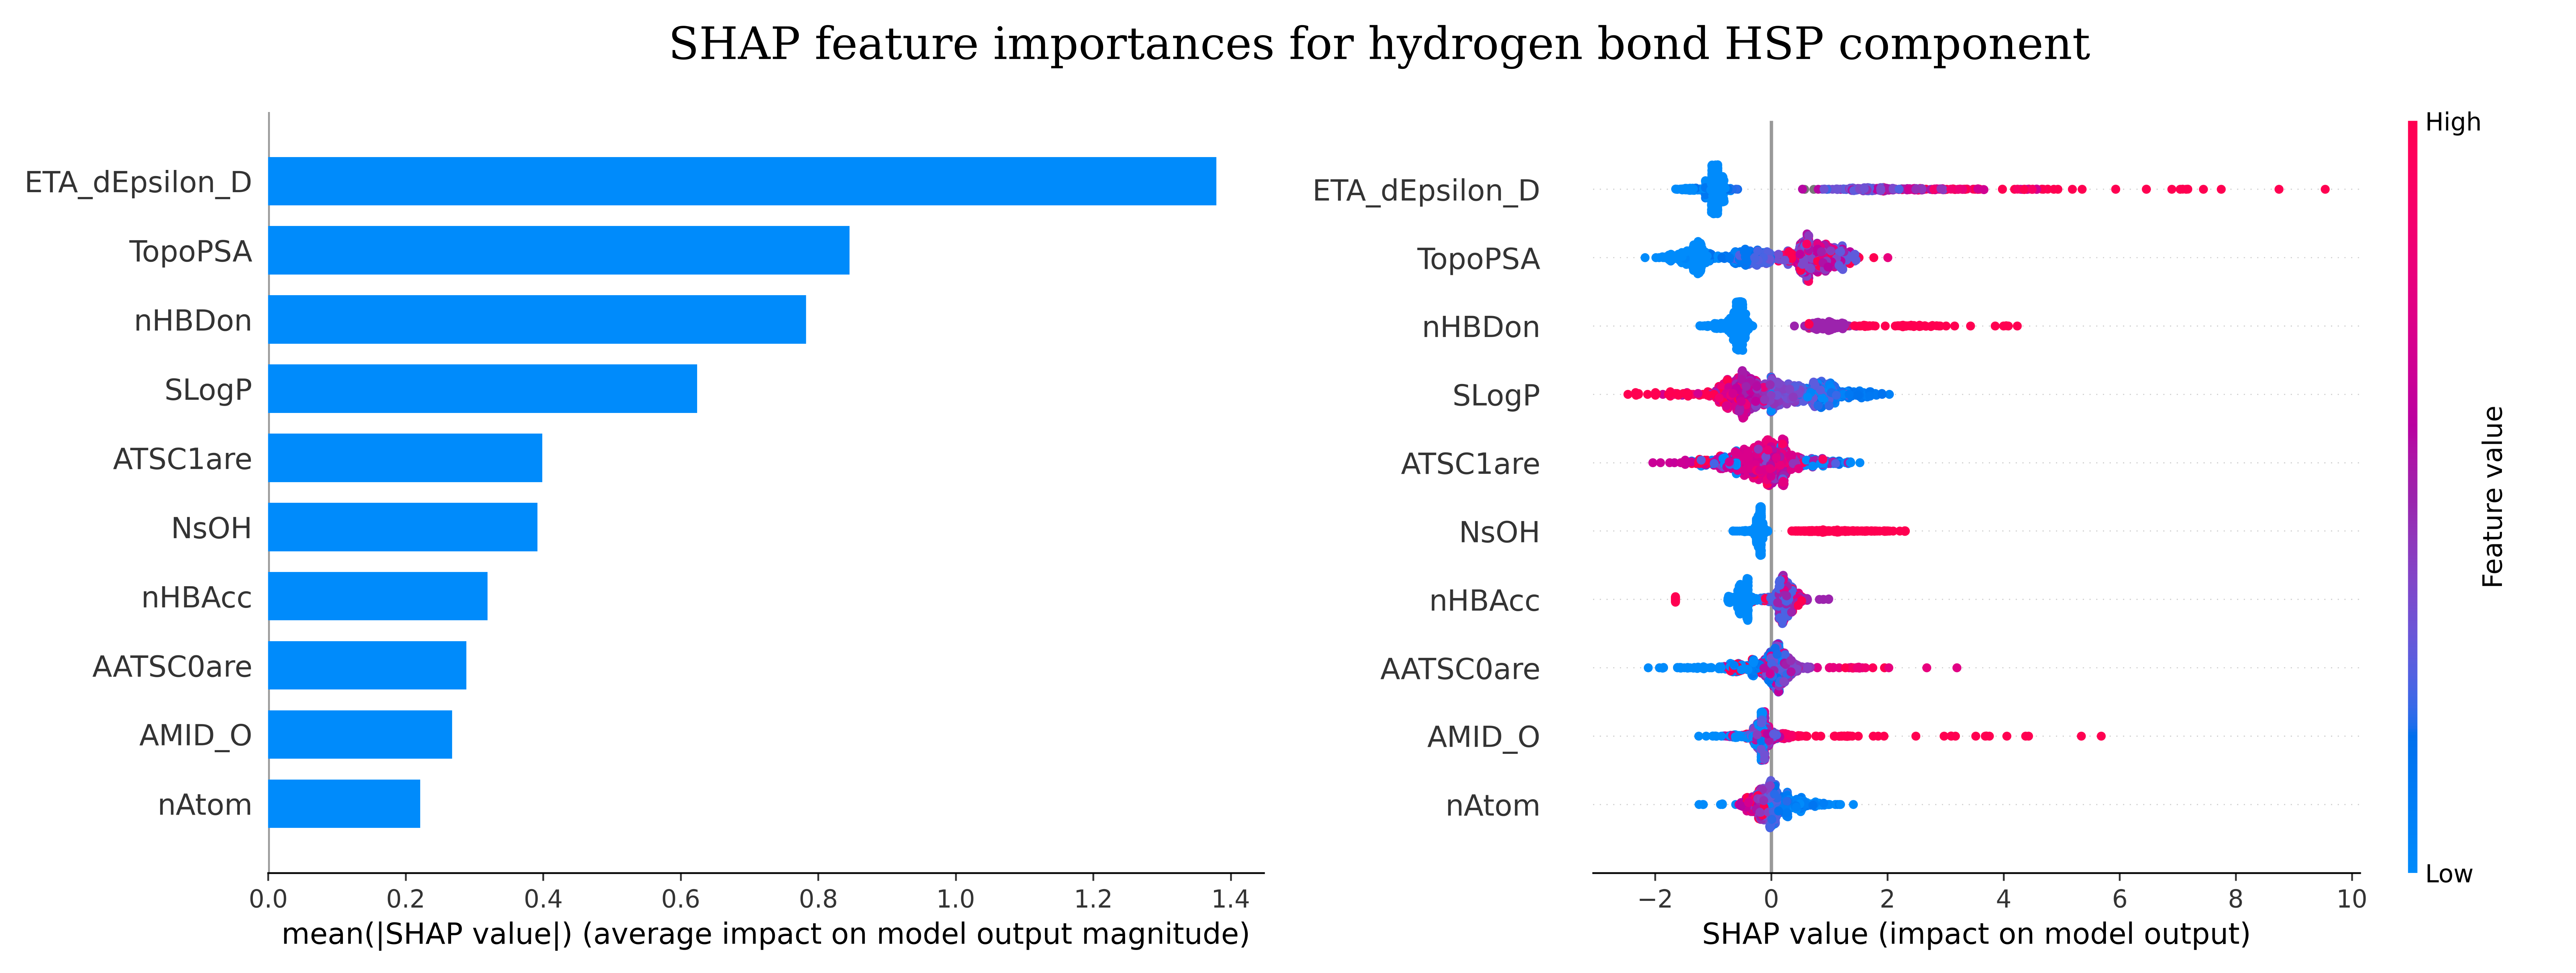 SHAP feature importances for hydrogen bond HSP component
ETA_dEpsilon_D
TopoPSA
nHBDon
SLogP
ATSC1are
NsOH
nHBAcc
AATSC0are
AMID_O
nAtom
0.0 0.2 0.4 0.6 0.8 1.0 1.2 1.4
mean(|SHAP value|) (average impact on model output magnitude)
ETA_dEpsilon_D
TopoPSA
nHBDon
SLogP
ATSC1are
NsOH
nHBAcc
AATSC0are
AMID_O
nAtom
−2 0 2 4 6 8 10
SHAP value (impact on model output)
High
Feature value
Low